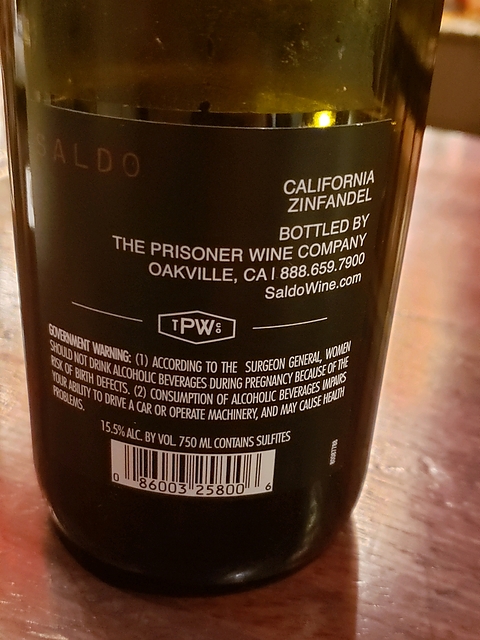 SALDO
CALIFORNIA
ZINFANDEL
BOTTLED BY
THE PRISONER WINE COMPANY
OAKVILLE, CA | 888.659.7900
SaldoWine.com
TPWCo
GOVERNMENT WARNING: (1) ACCORDING TO THE SURGEON GENERAL, WOMEN
SHOULD NOT DRINK ALCOHOLIC BEVERAGES DURING PREGNANCY BECAUSE OF THE
RISK OF BIRTH DEFECTS. (2) CONSUMPTION OF ALCOHOLIC BEVERAGES IMPAIRS
YOUR ABILITY TO DRIVE A CAR OR OPERATE MACHINERY, AND MAY CAUSE HEALTH
PROBLEMS.
15.5% ALC. BY VOL. 750 ML CONTAINS SULFITES
0 86003 25800 6